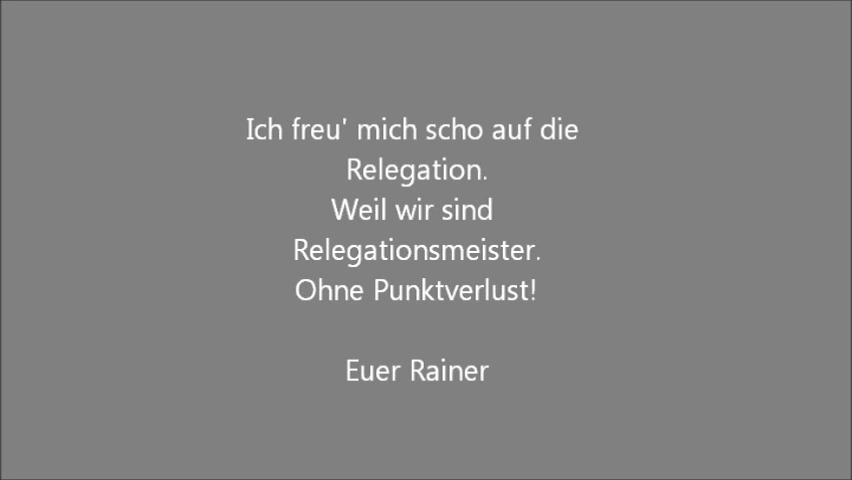 Ich freu' mich scho auf die
Relegation.
Weil wir sind
Relegationsmeister.
Ohne Punktverlust!
Euer Rainer